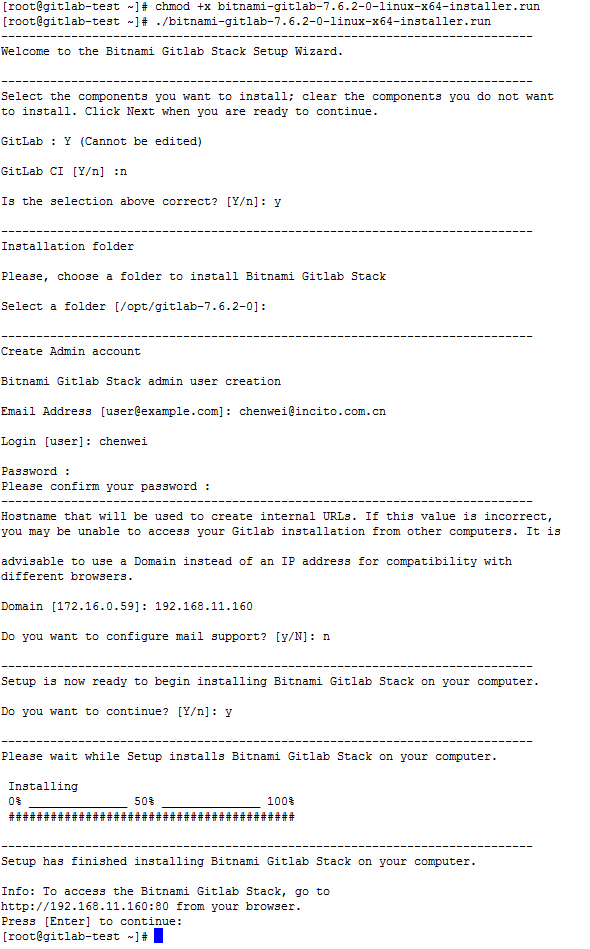 [root@gitlab-test ~]# chmod +x bitnami-gitlab-7.6.2-0-linux-x64-installer.run
[root@gitlab-test ~]# ./bitnami-gitlab-7.6.2-0-linux-x64-installer.run
----------------------------------------------------------------------------
Welcome to the Bitnami Gitlab Stack Setup Wizard.
----------------------------------------------------------------------------
Select the components you want to install; clear the components you do not want
to install. Click Next when you are ready to continue.
GitLab : Y (Cannot be edited)
GitLab CI [Y/n] :n
Is the selection above correct? [Y/n]: y
----------------------------------------------------------------------------
Installation folder
Please, choose a folder to install Bitnami Gitlab Stack
Select a folder [/opt/gitlab-7.6.2-0]:
----------------------------------------------------------------------------
Create Admin account
Bitnami Gitlab Stack admin user creation
Email Address [user@example.com]: chenwei@incito.com.cn
Login [user]: chenwei
Password :
Please confirm your password :
----------------------------------------------------------------------------
Hostname that will be used to create internal URLs. If this value is incorrect,
you may be unable to access your Gitlab installation from other computers. It is
advisable to use a Domain instead of an IP address for compatibility with
different browsers.
Domain [172.16.0.59]: 192.168.11.160
Do you want to configure mail support? [y/N]: n
----------------------------------------------------------------------------
Setup is now ready to begin installing Bitnami Gitlab Stack on your computer.
Do you want to continue? [Y/n]: y
----------------------------------------------------------------------------
Please wait while Setup installs Bitnami Gitlab Stack on your computer.
Installing
0% ______________ 50% ______________ 100%
#########################################
----------------------------------------------------------------------------
Setup has finished installing Bitnami Gitlab Stack on your computer.
Info: To access the Bitnami Gitlab Stack, go to
http://192.168.11.160:80 from your browser.
Press [Enter] to continue:
[root@gitlab-test ~]#